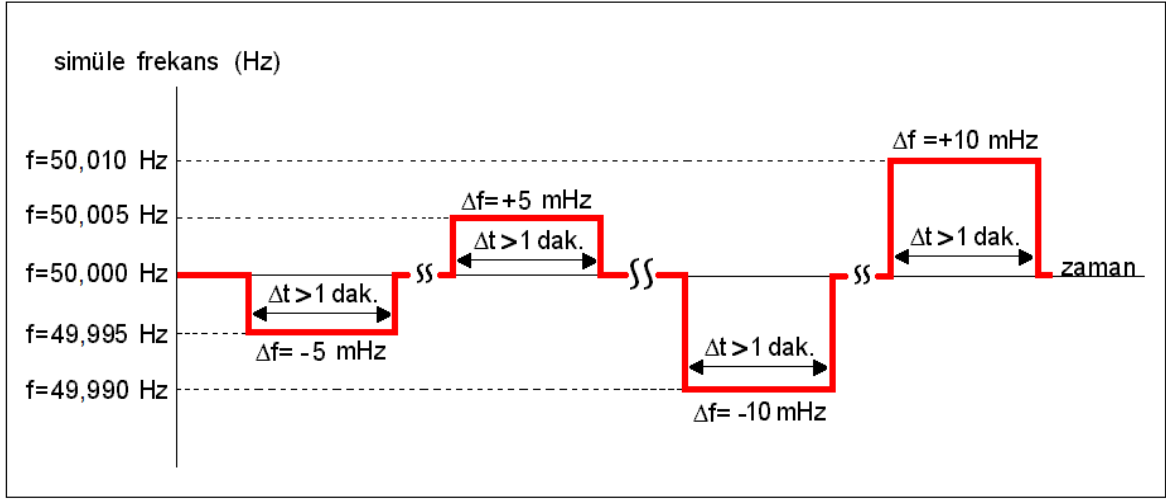 simüle frekans (Hz)
f=50,010 Hz
Δf =+10 mHz
f=50,005 Hz
Δf=+5 mHz
Δt>1 dak.
Δt>1 dak.
f=50,000 Hz
zaman
Δt>1 dak.
f=49,995 Hz
Δf= -5 mHz
Δt>1 dak.
f=49,990 Hz
Δf= -10 mHz